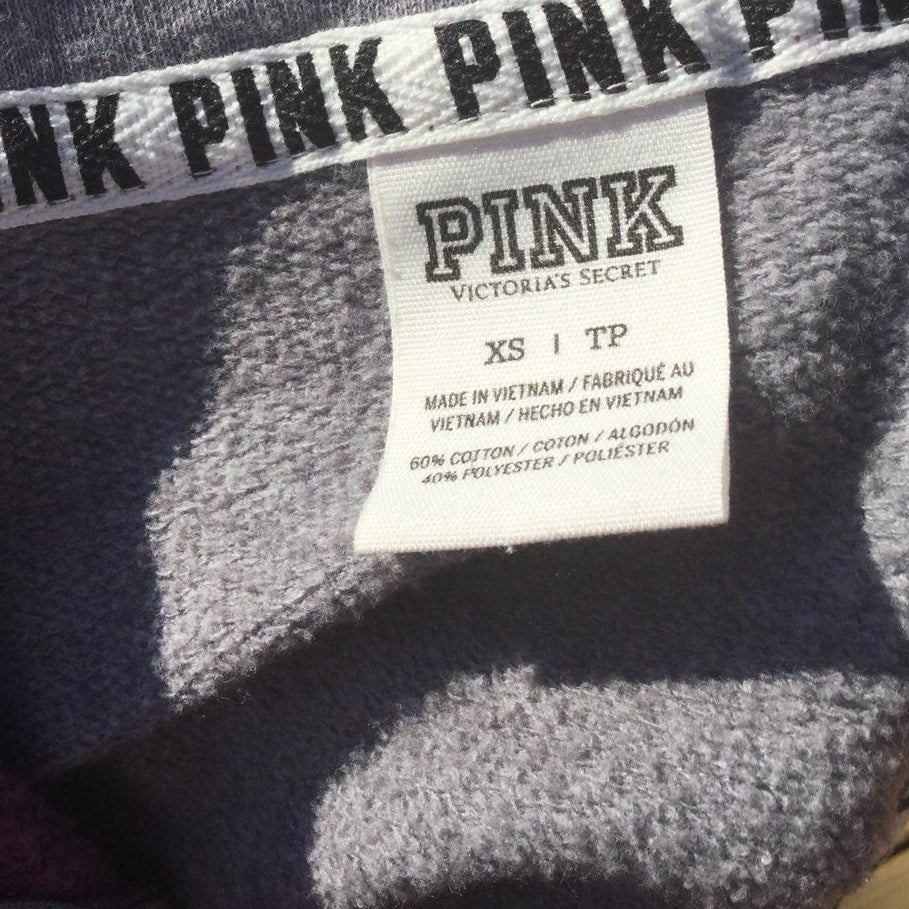 PINK PINK PINK PINK
PINK
VICTORIA'S SECRET
XS | TP
MADE IN VIETNAM / FABRIQUÉ AU
VIETNAM / HECHO EN VIETNAM
60% COTTON / COTON / ALGODÓN
40% POLYESTER / POLIÉSTER